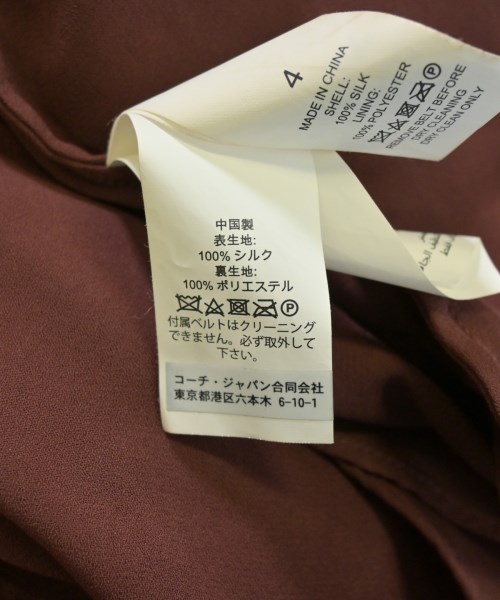 4
MADE IN CHINA
SHELL:
100% SILK
LINING:
100% POLYESTER
REMOVE BELT BEFORE
DRY CLEANING
DRY CLEAN ONLY
中国製
表生地:
100% シルク
裏生地:
100% ポリエステル
付属ベルトはクリーニング
できません。必ず取外して
下さい。
コーチ・ジャパン合同会社
東京都港区六本木 6-10-1